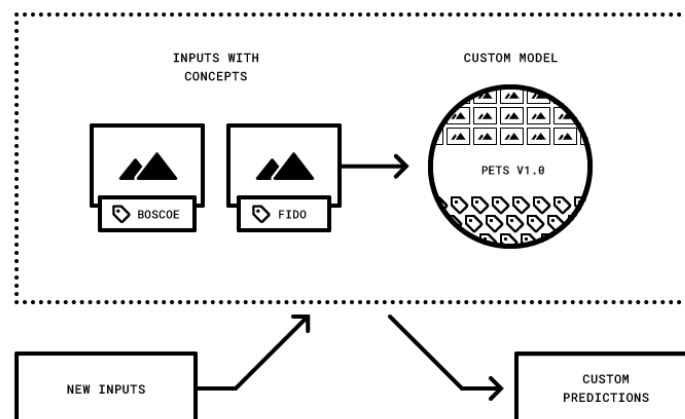 INPUTS WITH
CONCEPTS
CUSTOM MODEL
PETS V1.0
BOSCOE
FIDO
NEW INPUTS
CUSTOM
PREDICTIONS